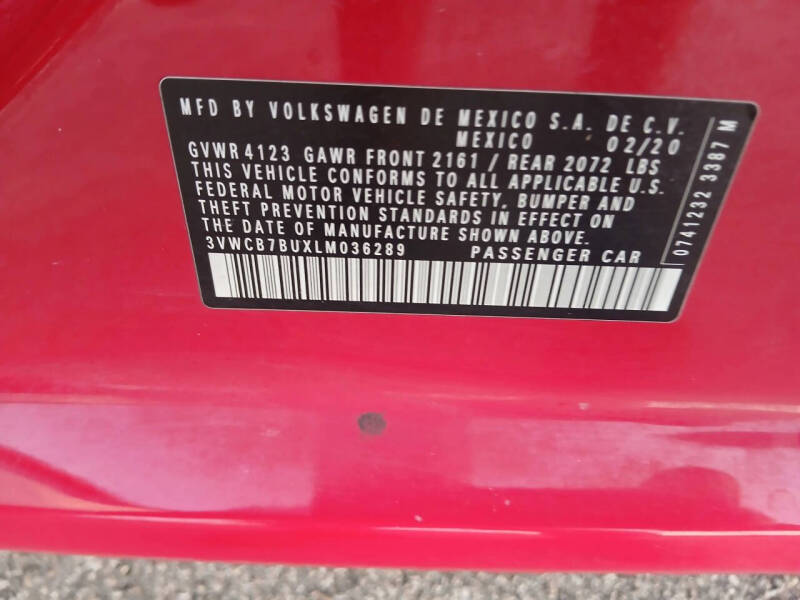 MFD BY VOLKSWAGEN DE MEXICO S.A. DE C.V.
MEXICO 02/20
GVWR 4123 GAWR FRONT 2161 / REAR 2072 LBS
THIS VEHICLE CONFORMS TO ALL APPLICABLE U.S.
FEDERAL MOTOR VEHICLE SAFETY, BUMPER AND
THEFT PREVENTION STANDARDS IN EFFECT ON
THE DATE OF MANUFACTURE SHOWN ABOVE.
3VWCB7BUXLM036289 PASSENGER CAR
0741232 3387 M